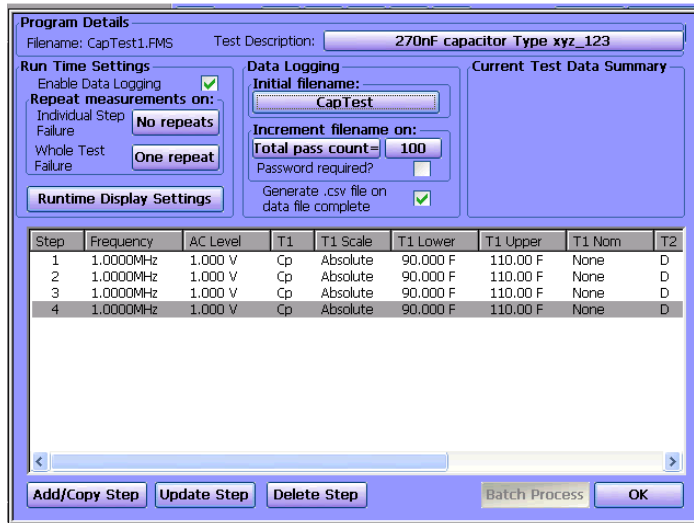 Program Details
Filename: CapTest1.FMS Test Description: 270nF capacitor Type xyz_123
Run Time Settings
Enable Data Logging
Repeat measurements on:
Individual Step
Failure
No repeats
Whole Test
Failure
One repeat
Runtime Display Settings
Data Logging
Initial filename:
CapTest
Increment filename on:
Total pass count= 100
Password required?
Generate .csv file on
data file complete
Current Test Data Summary
Step Frequency AC Level T1 T1 Scale T1 Lower T1 Upper T1 Nom T2
1 1.0000MHz 1.000 V Cp Absolute 90.000 F 110.00 F None D
2 1.0000MHz 1.000 V Cp Absolute 90.000 F 110.00 F None D
3 1.0000MHz 1.000 V Cp Absolute 90.000 F 110.00 F None D
4 1.0000MHz 1.000 V Cp Absolute 90.000 F 110.00 F None D
Add/Copy Step Update Step Delete Step Batch Process OK